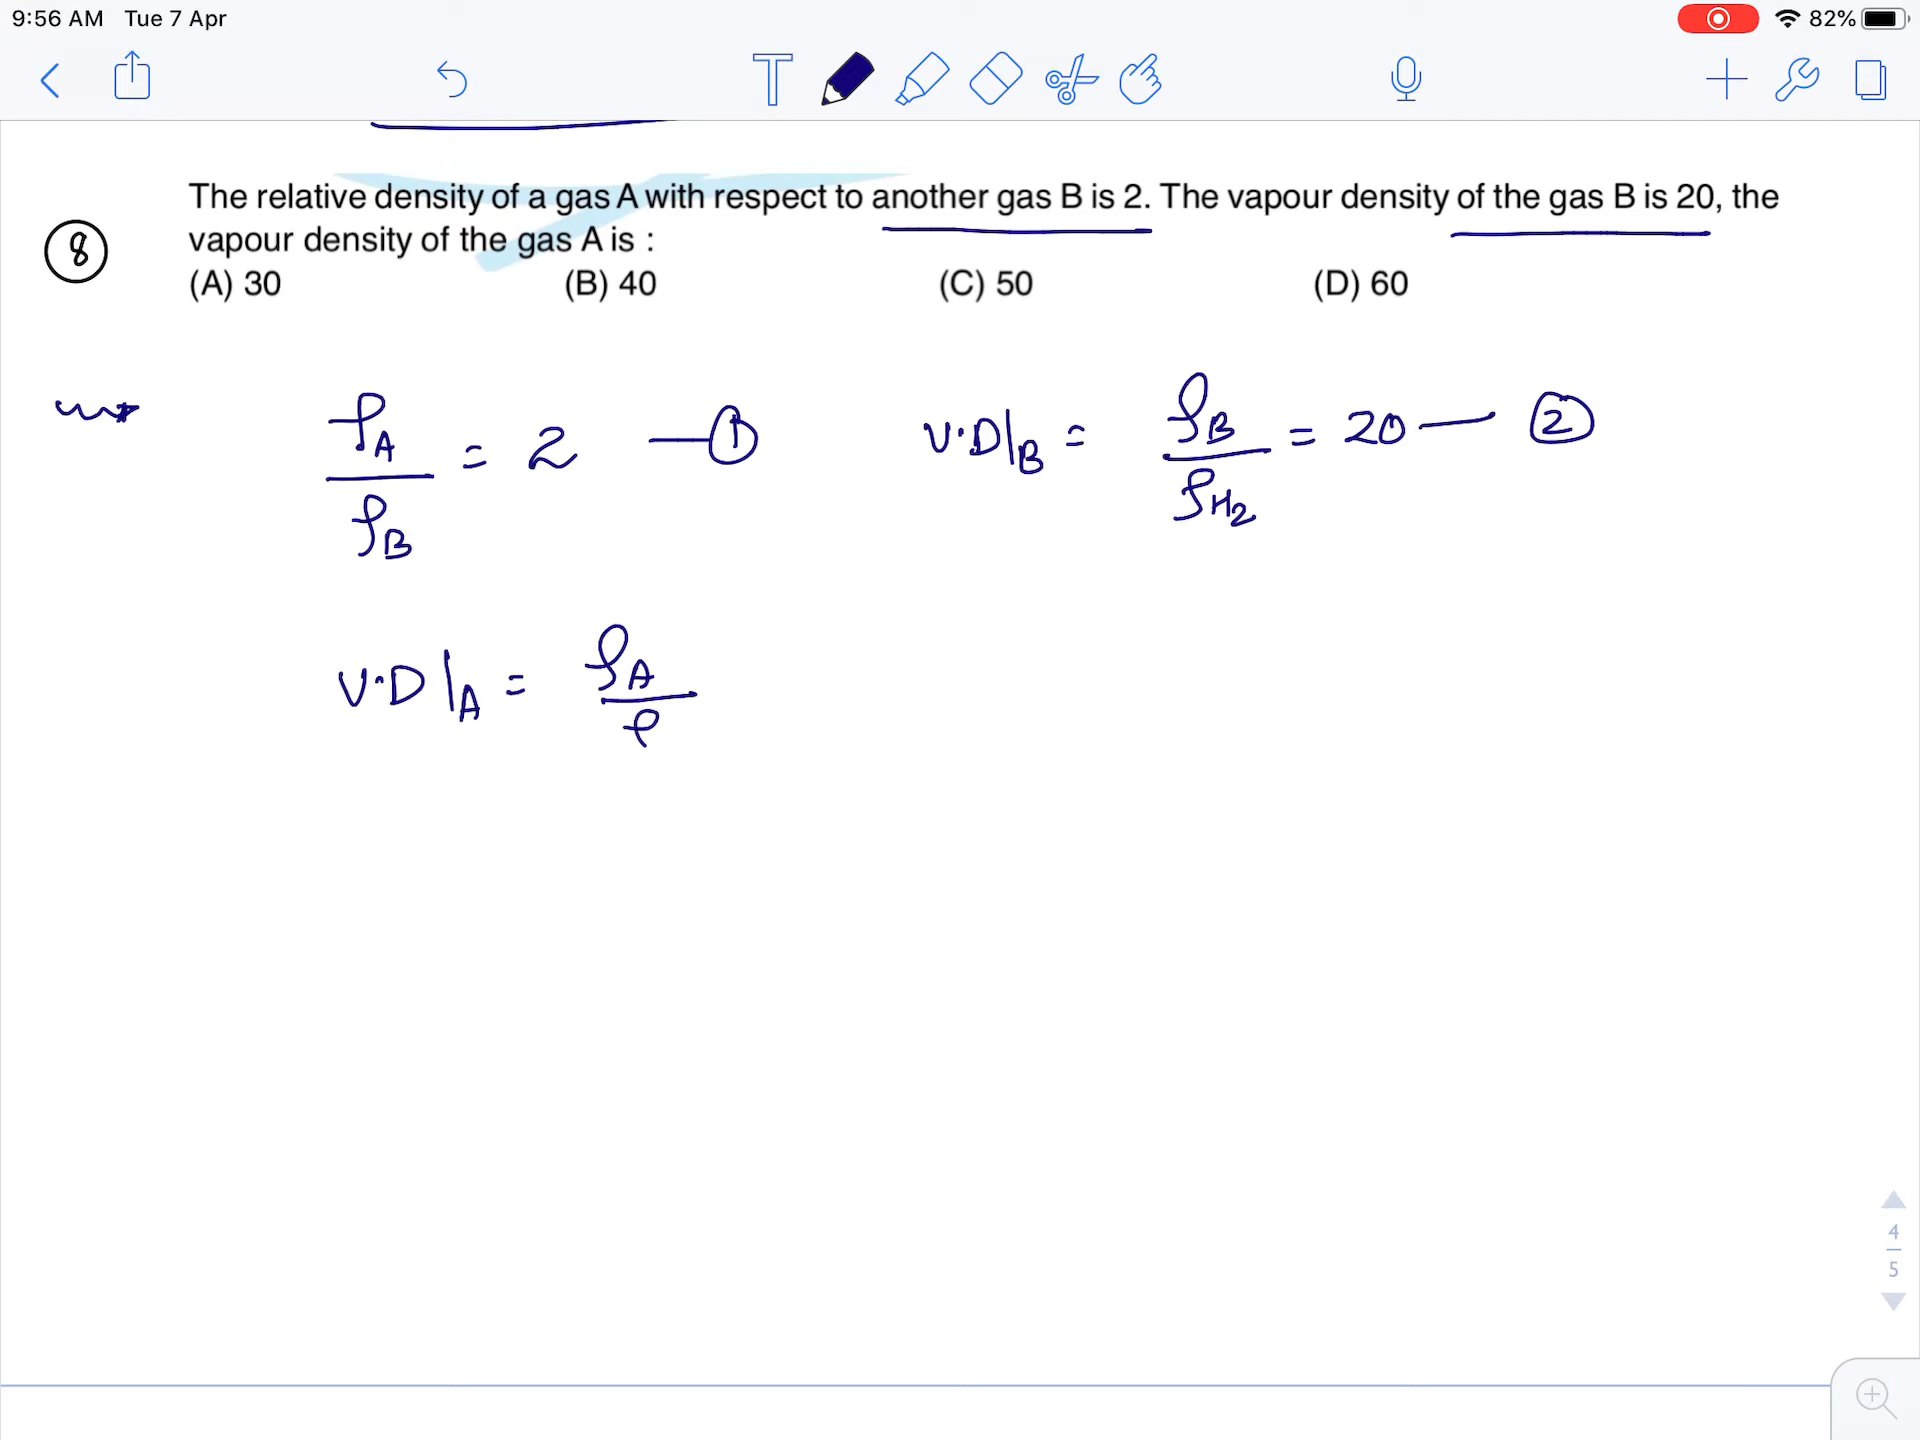 9:56 AM Tue 7 Apr
82%
T
The relative density of a gas A with respect to another gas B is 2. The vapour density of the gas B is 20, the
8
vapour density of the gas A is :
(A) 30 (B) 40 (C) 50 (D) 60
ρA/ρB = 2 — ①
V.D|B = ρB/ρH2 = 20 — ②
V.D|A = ρA/ρ
4
5